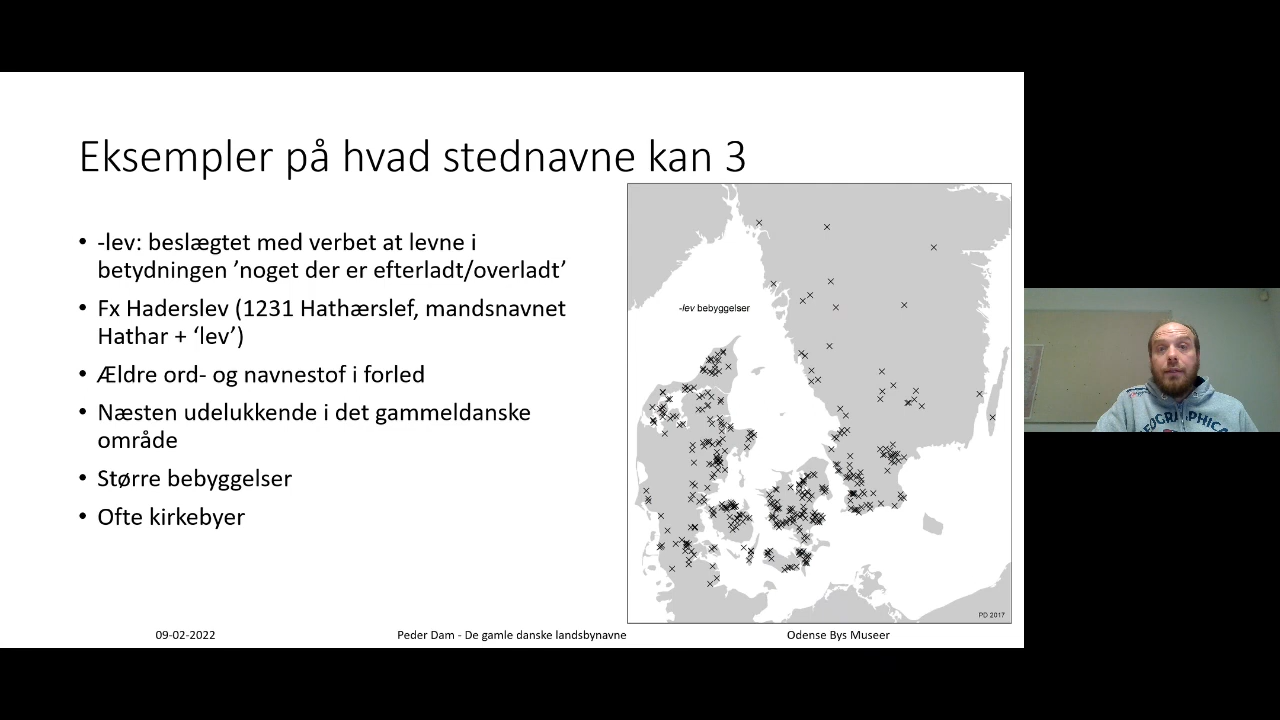 Eksempler på hvad stednavne kan 3
• -lev: beslægtet med verbet at levne i
betydningen ’noget der er efterladt/overladt’
• Fx Haderslev (1231 Hathærslef, mandsnavnet
Hathar + ‘lev’)
• Ældre ord- og navnestof i forled
• Næsten udelukkende i det gammeldanske
område
• Større bebyggelser
• Ofte kirkebyer
-lev bebyggelser
PD 2017
09-02-2022
Peder Dam - De gamle danske landsbynavne
Odense Bys Museer